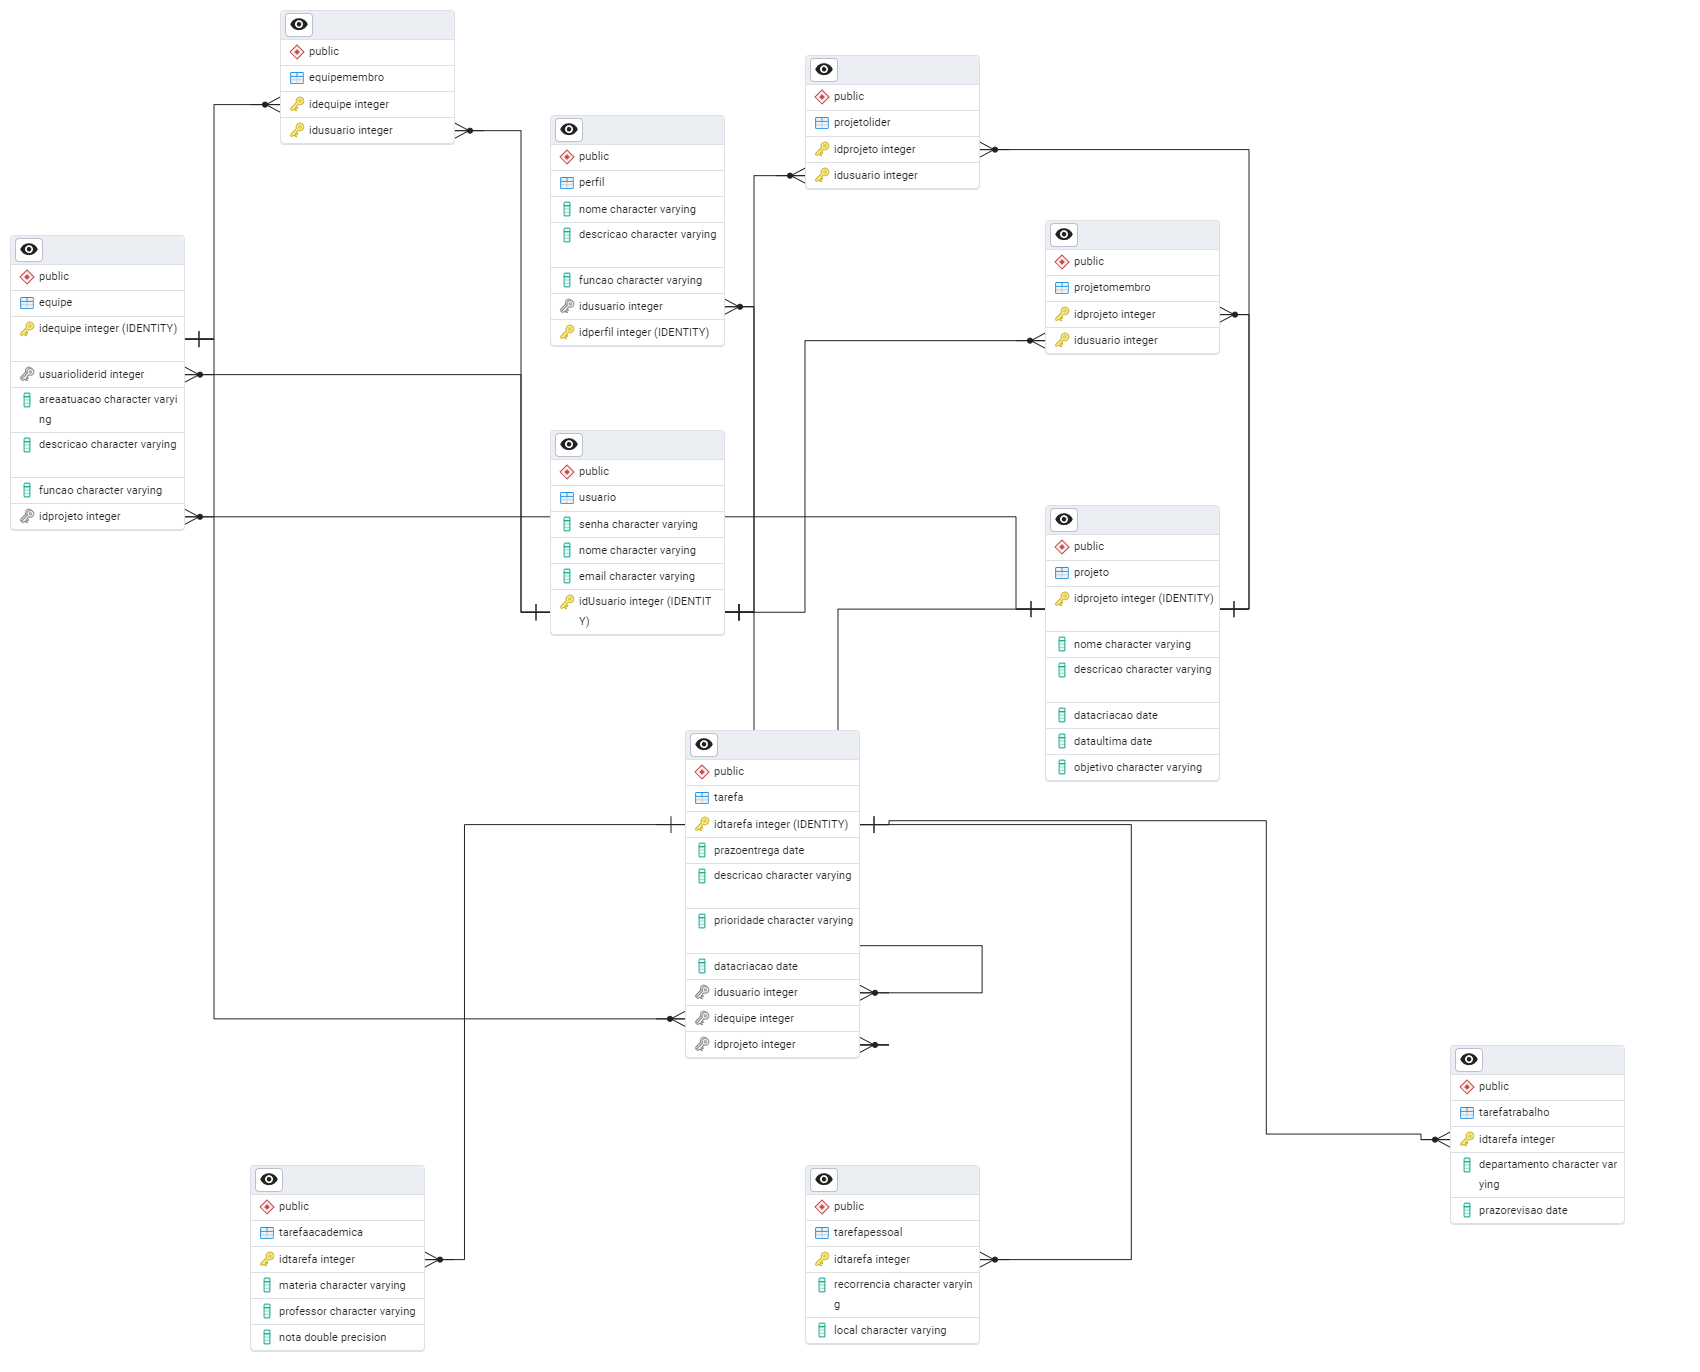 public
equipemembro
idequipe integer
idusuario integer
public
projetolider
idprojeto integer
idusuario integer
public
perfil
nome character varying
descricao character varying
funcao character varying
idusuario integer
idperfil integer (IDENTITY)
public
projetomembro
idprojeto integer
idusuario integer
public
equipe
idequipe integer (IDENTITY)
usuarioliderid integer
areaatuacao character varyi
ng
descricao character varying
funcao character varying
idprojeto integer
public
usuario
senha character varying
nome character varying
email character varying
idUsuario integer (IDENTIT
Y)
public
projeto
idprojeto integer (IDENTITY)
nome character varying
descricao character varying
datacriacao date
dataultima date
objetivo character varying
public
tarefa
idtarefa integer (IDENTITY)
prazoentrega date
descricao character varying
prioridade character varying
datacriacao date
idusuario integer
idequipe integer
idprojeto integer
public
tarefatrabalho
idtarefa integer
departamento character var
ying
prazorevisao date
public
tarefaacademica
idtarefa integer
materia character varying
professor character varying
nota double precision
public
tarefapessoal
idtarefa integer
recorrencia character varyin
g
local character varying